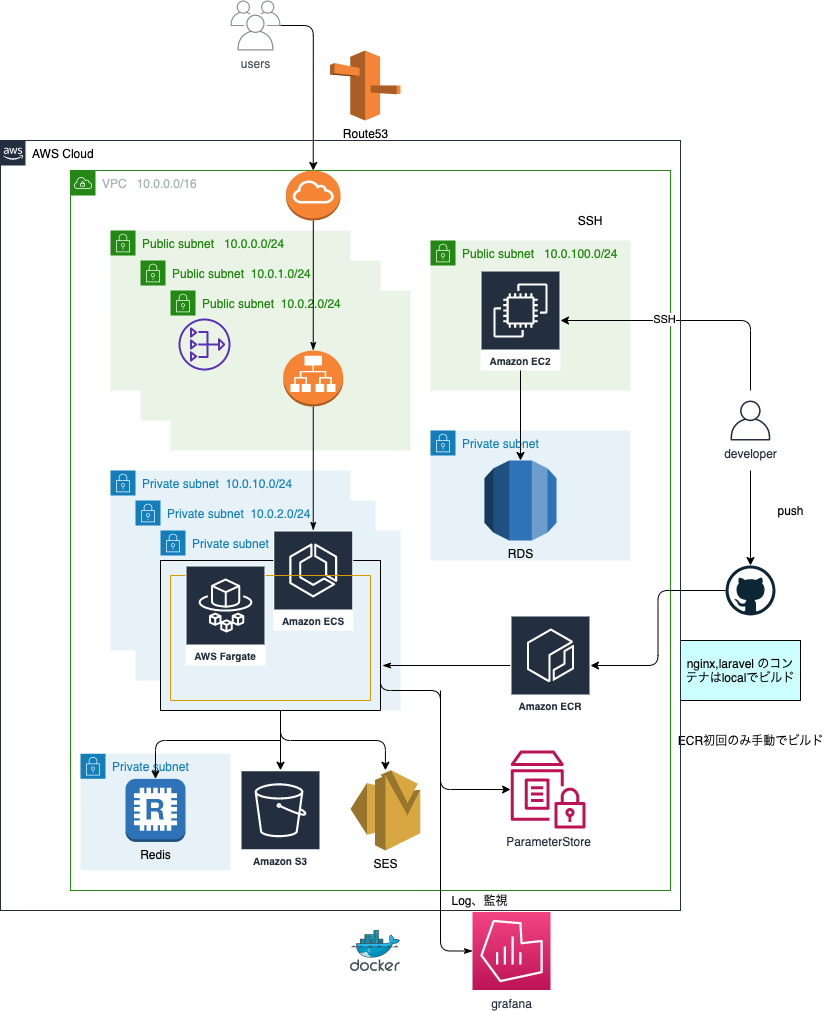 users
Route53
aws
AWS Cloud
VPC 10.0.0.0/16
SSH
Public subnet 10.0.0.0/24
Public subnet 10.0.1.0/24
Public subnet 10.0.2.0/24
Public subnet 10.0.100.0/24
SSH
Amazon EC2
developer
Private subnet
RDS
push
Private subnet 10.0.10.0/24
Private subnet 10.0.2.0/24
Private subnet
Amazon ECS
AWS Fargate
Amazon ECR
nginx,laravel のコン
テナはlocalでビルド
ECR初回のみ手動でビルド
Private subnet
R
Redis
Amazon S3
SES
ParameterStore
Log、監視
docker
grafana